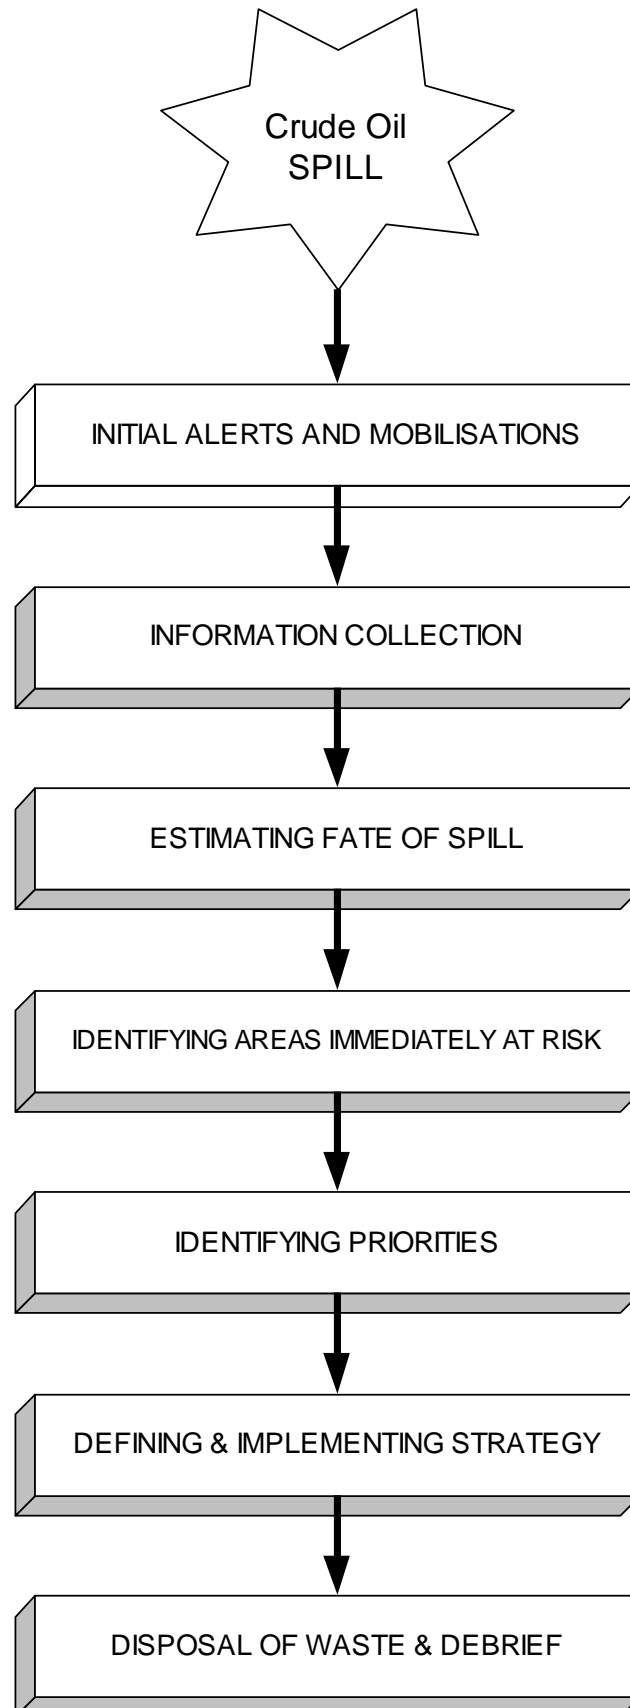 Crude Oil
SPILL
INITIAL ALERTS AND MOBILISATIONS
INFORMATION COLLECTION
ESTIMATING FATE OF SPILL
IDENTIFYING AREAS IMMEDIATELY AT RISK
IDENTIFYING PRIORITIES
DEFINING & IMPLEMENTING STRATEGY
DISPOSAL OF WASTE & DEBRIEF